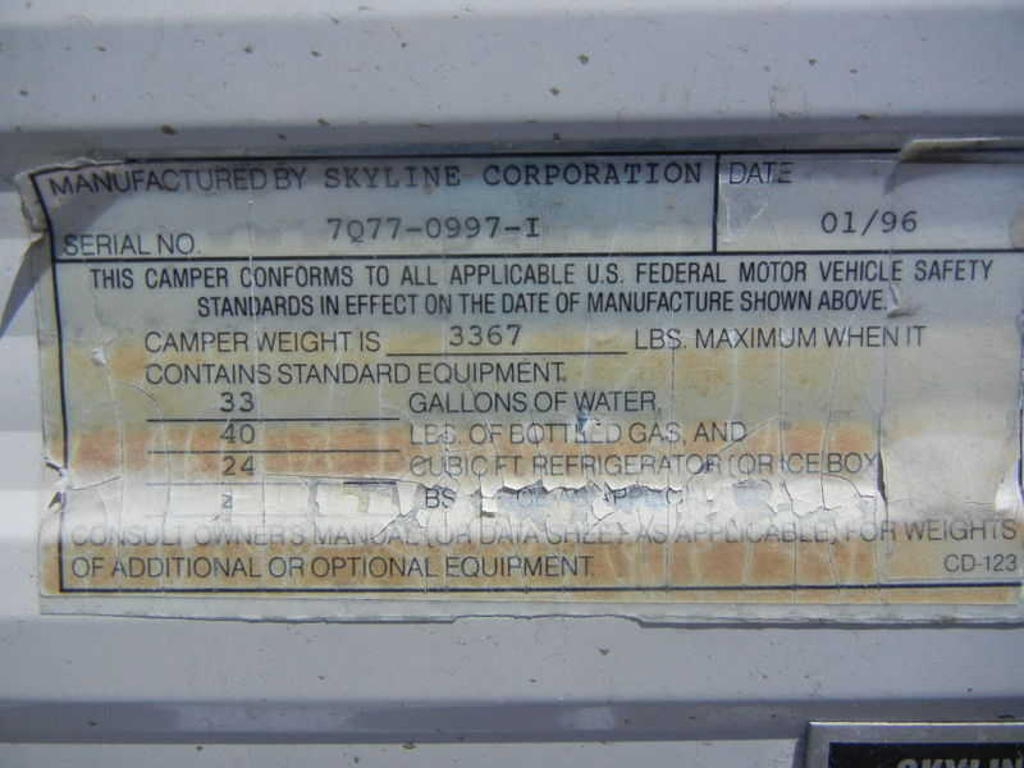 MANUFACTURED BY SKYLINE CORPORATION DATE
SERIAL NO. 7Q77-0997-I 01/96
THIS CAMPER CONFORMS TO ALL APPLICABLE U.S. FEDERAL MOTOR VEHICLE SAFETY
STANDARDS IN EFFECT ON THE DATE OF MANUFACTURE SHOWN ABOVE.
CAMPER WEIGHT IS 3367 LBS. MAXIMUM WHEN IT
CONTAINS STANDARD EQUIPMENT.
33 GALLONS OF WATER,
40 LBS. OF BOTTLED GAS, AND
24 CUBIC FT. REFRIGERATOR (OR ICE BOX
CONSULT OWNER'S MANUAL (OR DATA SHEET AS APPLICABLE) FOR WEIGHTS
OF ADDITIONAL OR OPTIONAL EQUIPMENT. CD-123